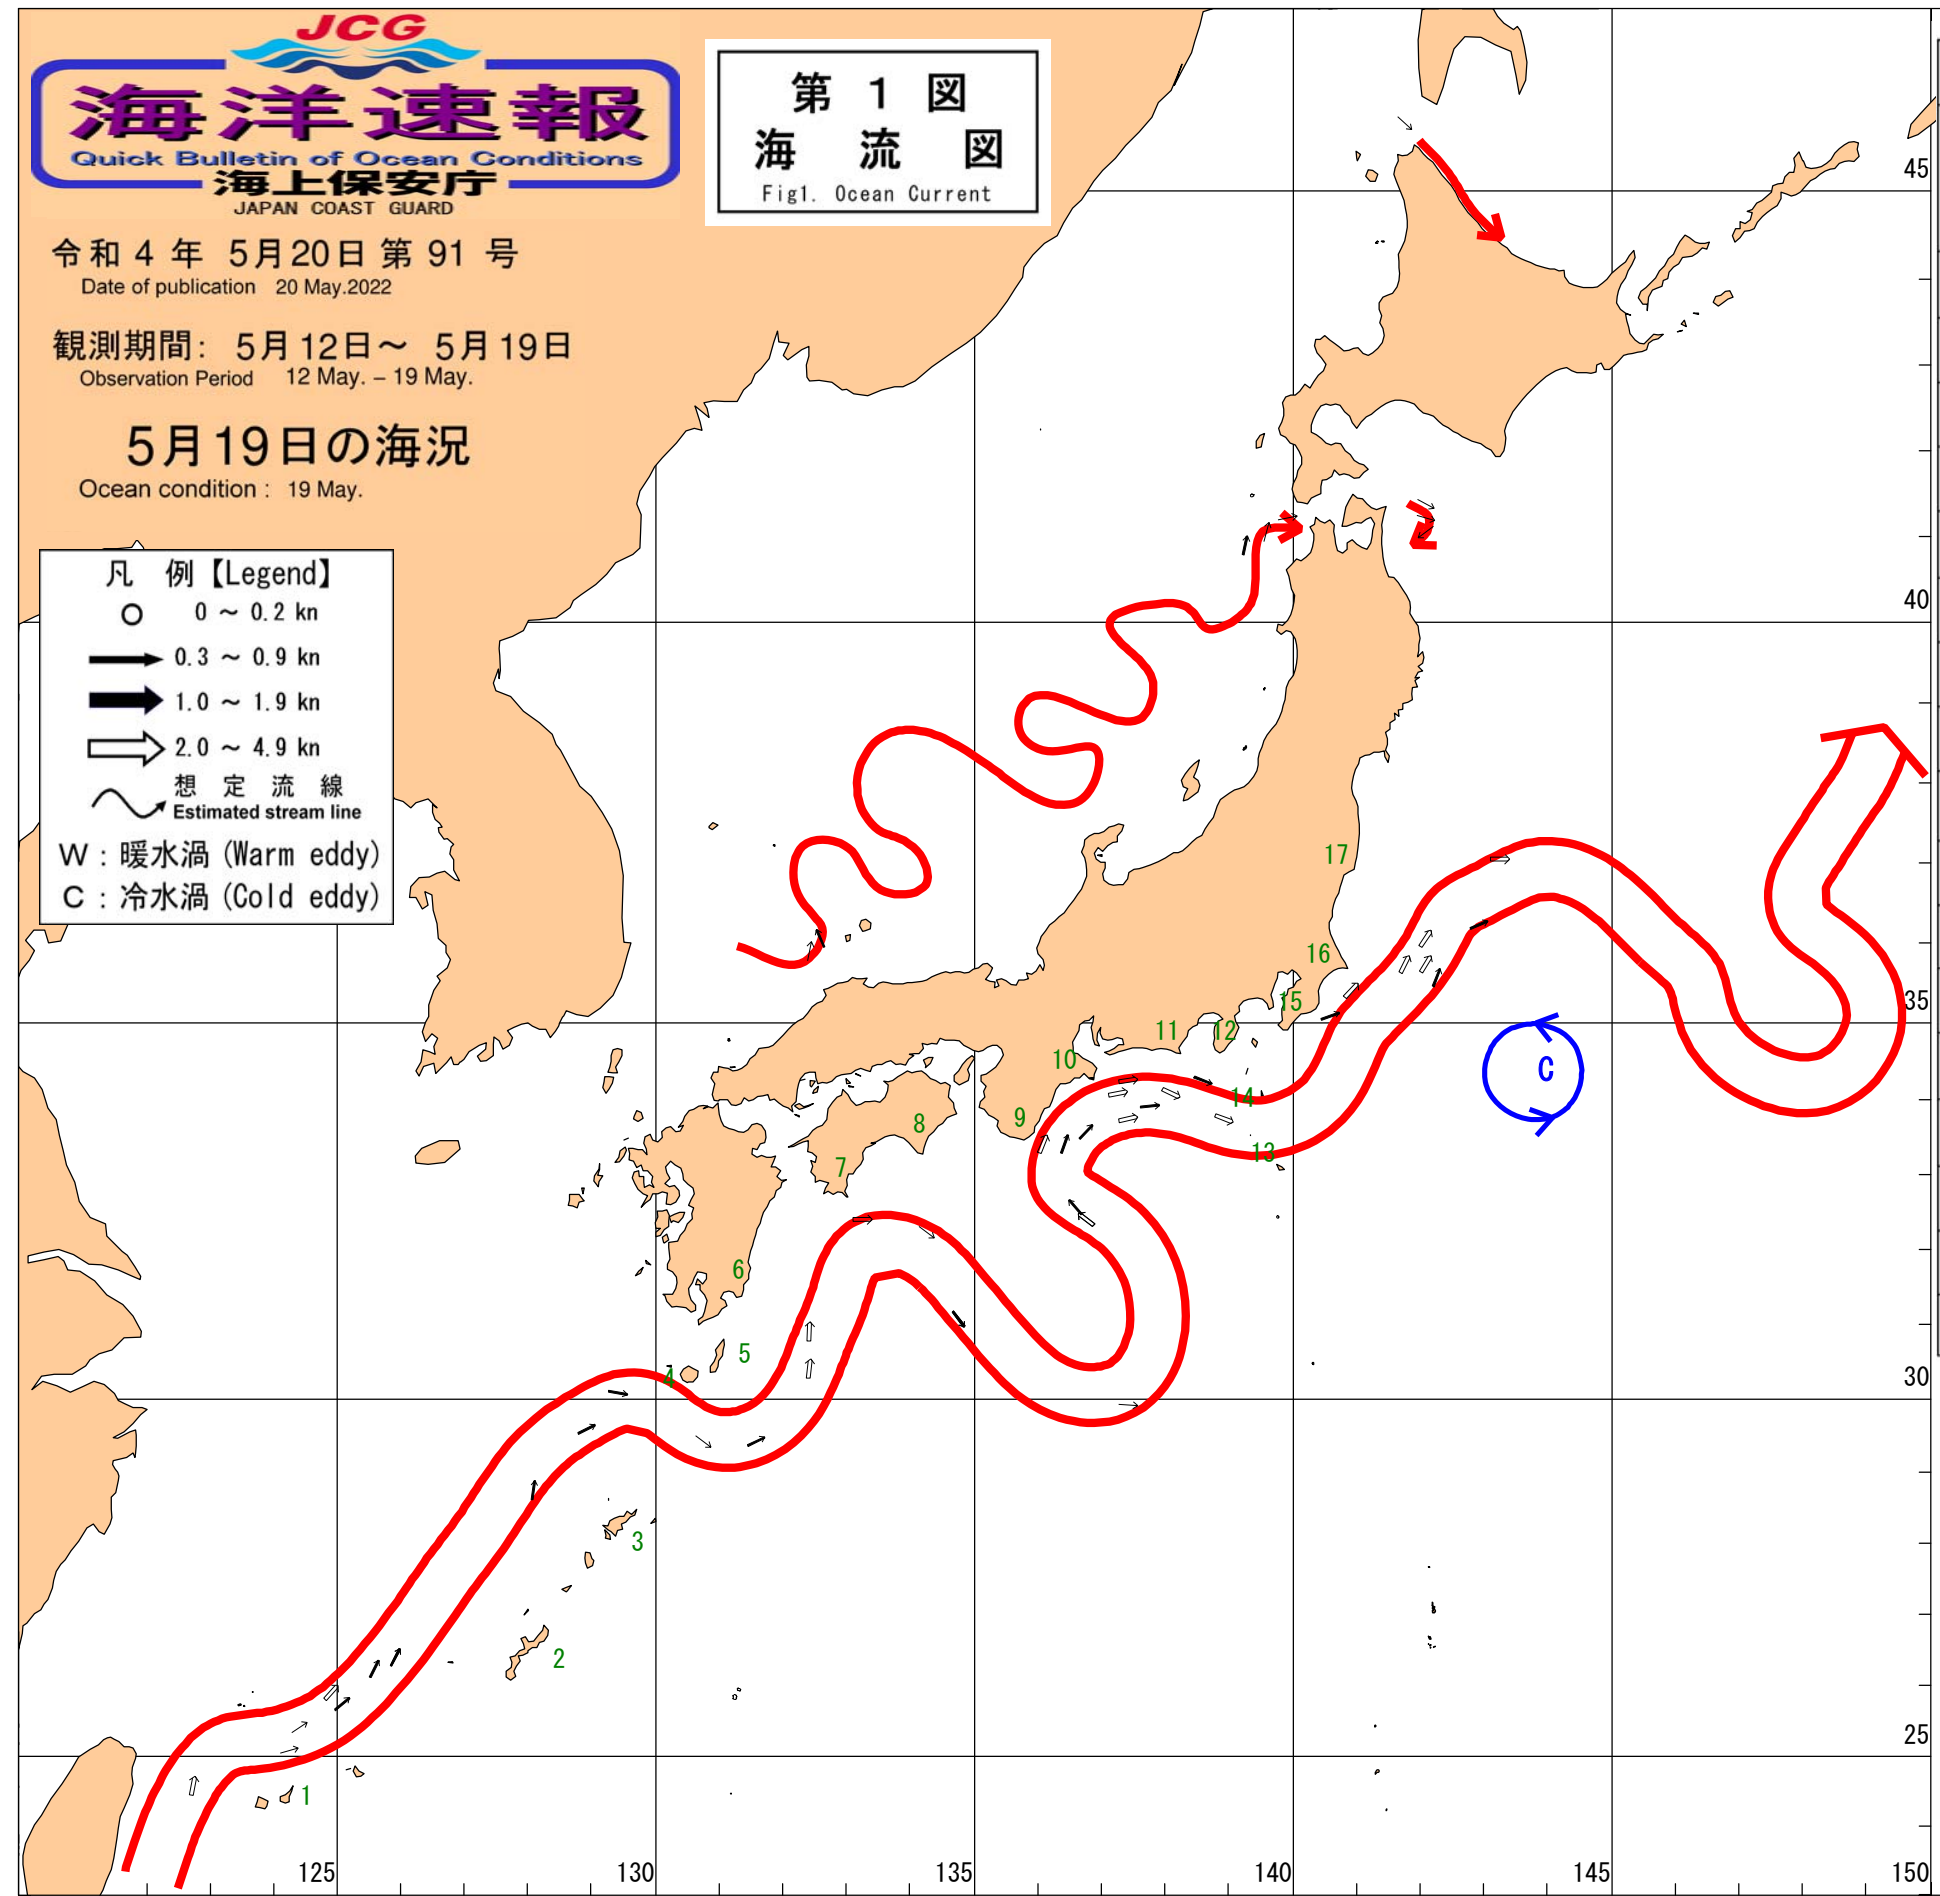 JCG
海洋速報
Quick Bulletin of Ocean Conditions
海上保安庁
JAPAN COAST GUARD
第 1 図
海 流 図
Fig1. Ocean Current
令和 4 年 5月20日 第 91 号
Date of publication 20 May.2022
観測期間: 5月12日～ 5月19日
Observation Period 12 May. – 19 May.
5月19日の海況
Ocean condition : 19 May.
凡 例【Legend】
0 ～ 0.2 kn
0.3 ～ 0.9 kn
1.0 ～ 1.9 kn
2.0 ～ 4.9 kn
想 定 流 線
Estimated stream line
W : 暖水渦 (Warm eddy)
C : 冷水渦 (Cold eddy)
45
40
35
30
25
17
16
15
12
11
10
14
13
9
8
7
6
5
4
3
2
1
C
125
130
135
140
145
150